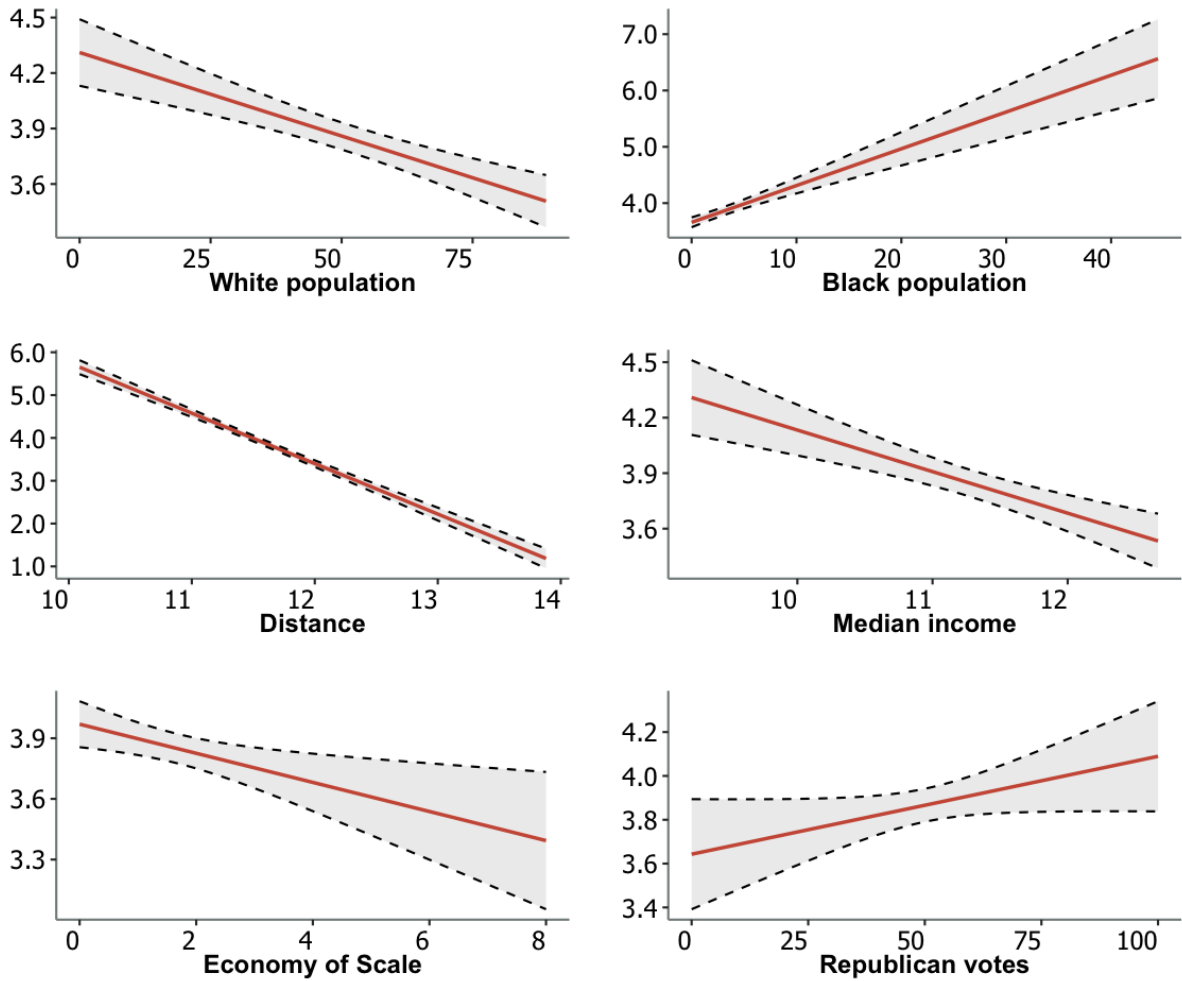 4.5
4.2
3.9
3.6
0 25 50 75
White population
7.0
6.0
5.0
4.0
0 10 20 30 40
Black population
6.0
5.0
4.0
3.0
2.0
1.0
10 11 12 13 14
Distance
4.5
4.2
3.9
3.6
10 11 12
Median income
3.9
3.6
3.3
0 2 4 6 8
Economy of Scale
4.2
4.0
3.8
3.6
3.4
0 25 50 75 100
Republican votes